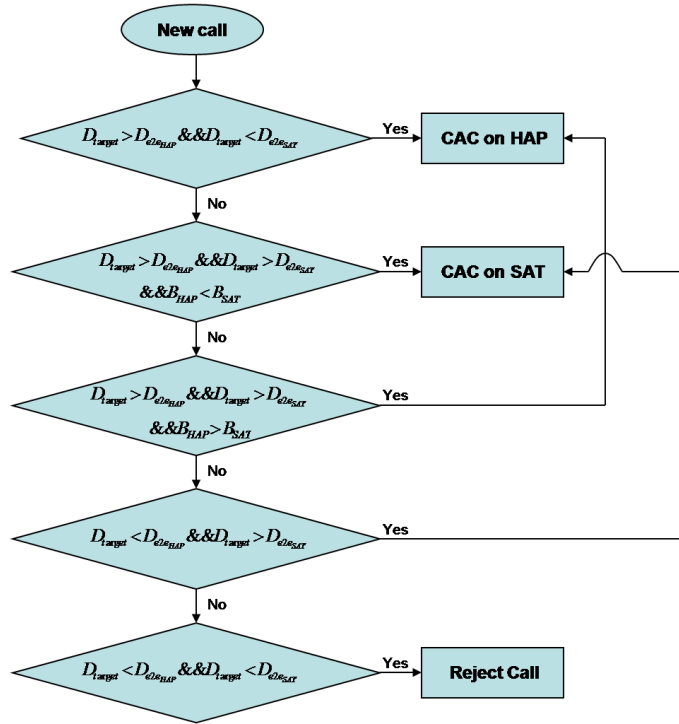 New call
D_target > D_e2e_HAP && D_target < D_e2e_SAT
Yes
CAC on HAP
No
D_target > D_e2e_HAP && D_target > D_e2e_SAT
&& B_HAP < B_SAT
Yes
CAC on SAT
No
D_target > D_e2e_HAP && D_target > D_e2e_SAT
&& B_HAP > B_SAT
Yes
No
D_target < D_e2e_HAP && D_target > D_e2e_SAT
Yes
No
D_target < D_e2e_HAP && D_target < D_e2e_SAT
Yes
Reject Call